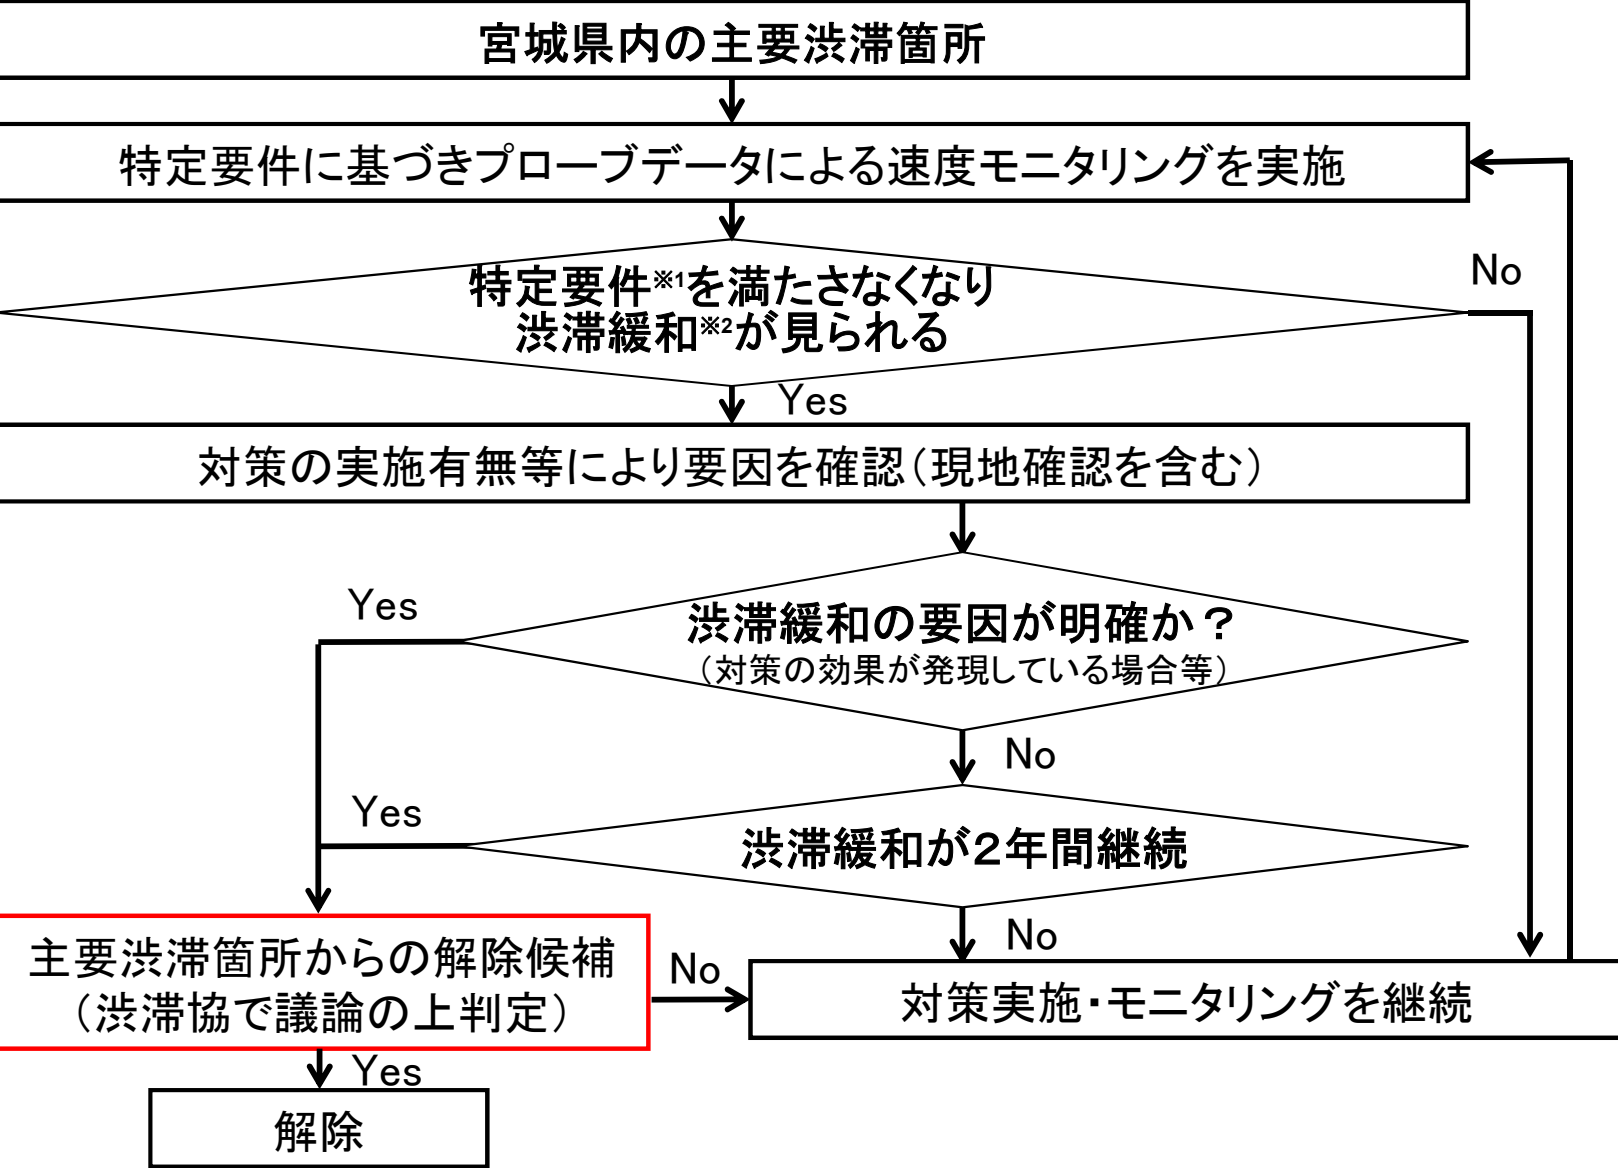 宮城県内の主要渋滞箇所
特定要件に基づきプローブデータによる速度モニタリングを実施
特定要件※1を満たさなくなり
渋滞緩和※2が見られる
No
Yes
対策の実施有無等により要因を確認（現地確認を含む）
Yes
渋滞緩和の要因が明確か？
（対策の効果が発現している場合等）
No
Yes
渋滞緩和が２年間継続
No
主要渋滞箇所からの解除候補
（渋滞協で議論の上判定）
No
対策実施・モニタリングを継続
Yes
解除